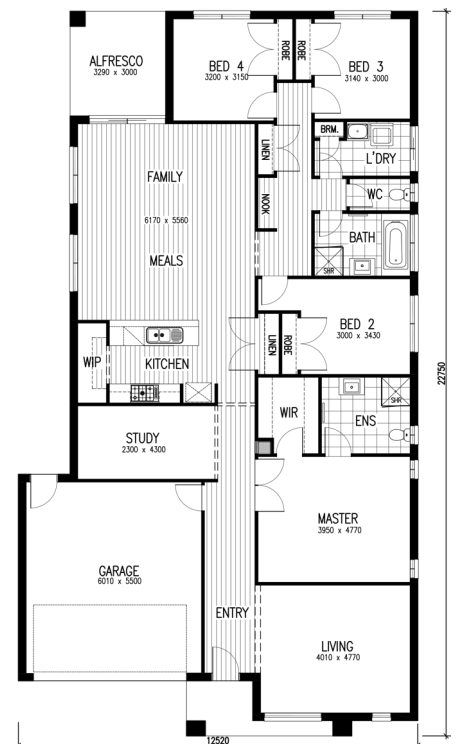 ALFRESCO
3290 x 3000
BED 4
3200 x 3150
ROBE
ROBE
BED 3
3140 x 3000
BRM.
L'DRY
LINEN
FAMILY
WC
NOOK
6170 x 5560
BATH
MEALS
SHR
BED 2
3000 x 3430
LINEN
ROBE
WIP
KITCHEN
22750
SHR
WIR
ENS
STUDY
2300 x 4300
MASTER
3950 x 4770
GARAGE
6010 x 5500
ENTRY
LIVING
4010 x 4770
12520